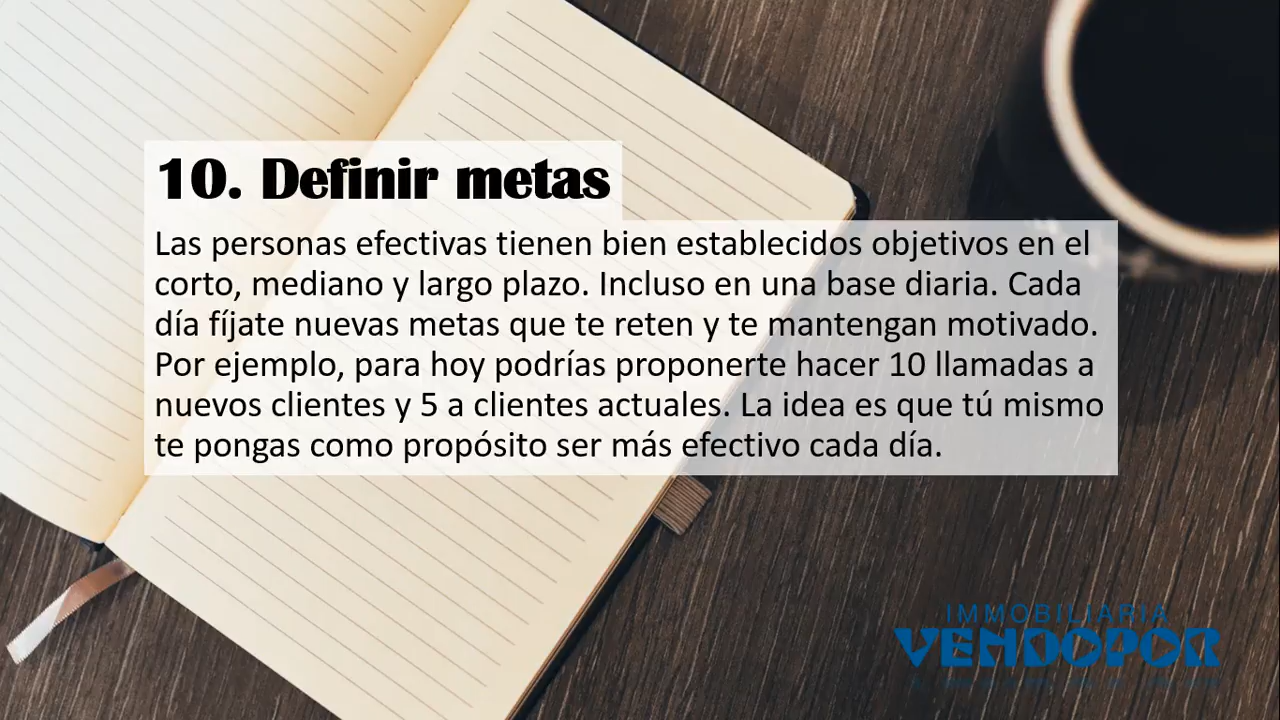 10. Definir metas
Las personas efectivas tienen bien establecidos objetivos en el
corto, mediano y largo plazo. Incluso en una base diaria. Cada
día fíjate nuevas metas que te reten y te mantengan motivado.
Por ejemplo, para hoy podrías proponerte hacer 10 llamadas a
nuevos clientes y 5 a clientes actuales. La idea es que tú mismo
te pongas como propósito ser más efectivo cada día.
IMMOBILIARIA
VENDOPOR